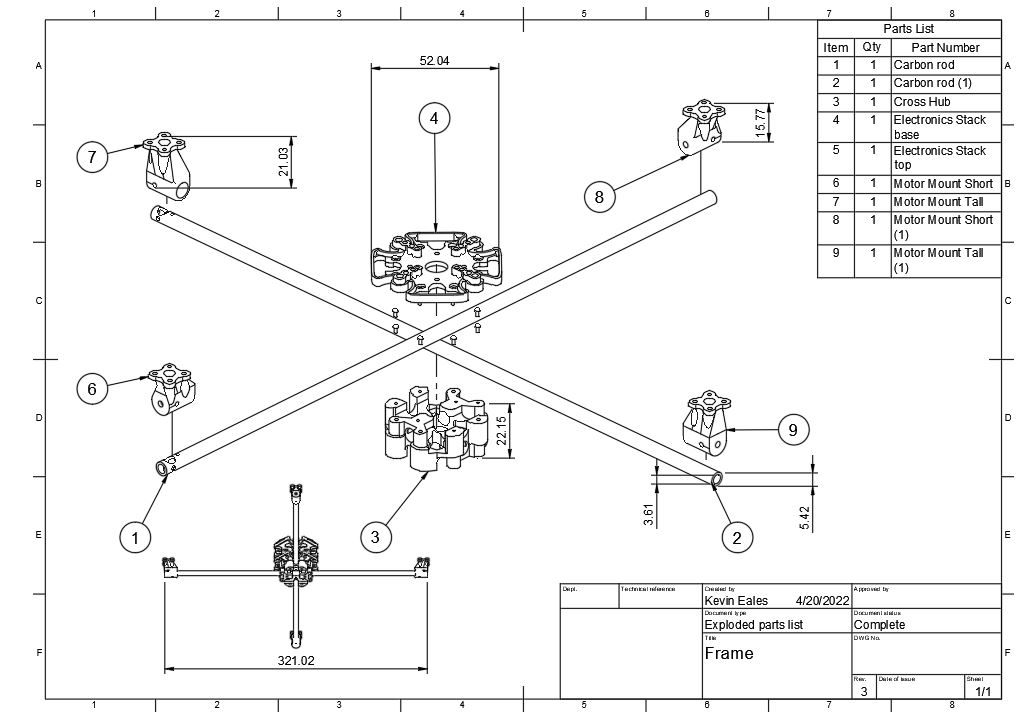 1 2 3 4 5 6 7 8
Parts List
Item Qty Part Number
1 1 Carbon rod
2 1 Carbon rod (1)
3 1 Cross Hub
4 1 Electronics Stack
base
5 1 Electronics Stack
top
6 1 Motor Mount Short
7 1 Motor Mount Tall
8 1 Motor Mount Short
(1)
9 1 Motor Mount Tall
(1)
A A
52.04
4
15.77
7
21.03
8
B B
C C
6
D D
22.15
9
3.61
5.42
1
3
2
E E
321.02
F F
Dept.
Technical reference
Created by
Kevin Eales 4/20/2022
Approved by
Document type
Exploded parts list
Document status
Complete
Title
Frame
DWG No.
Rev.
3
Date of issue
Sheet
1/1
1 2 3 4 5 6 7 8